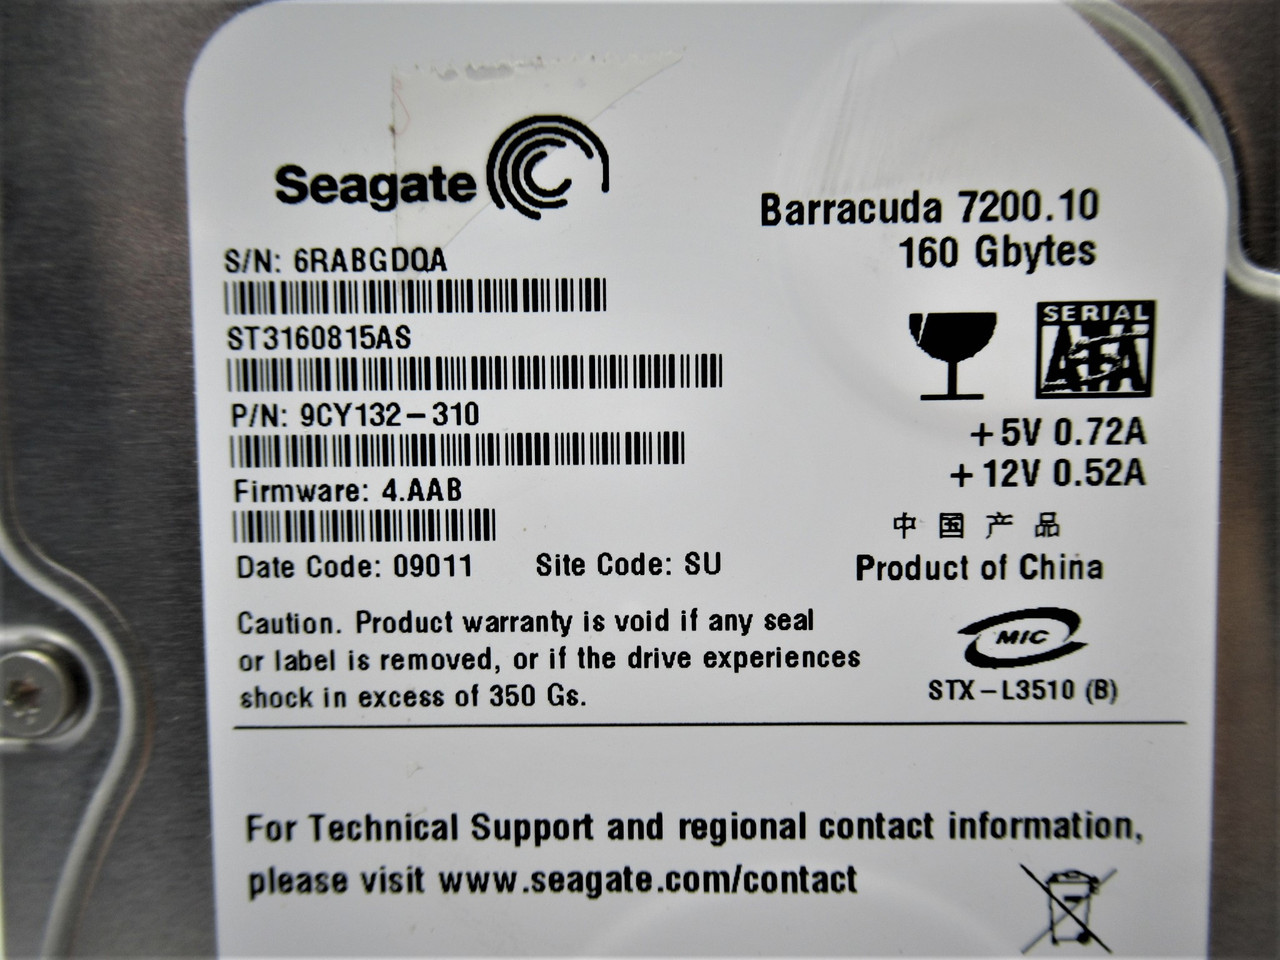 Seagate
Barracuda 7200.10
160 Gbytes
S/N: 6RABGDQA
ST3160815AS
P/N: 9CY132-310
Firmware: 4.AAB
Date Code: 09011 Site Code: SU
SERIAL
ATA
+5V 0.72A
+12V 0.52A
中国产品
Product of China
Caution. Product warranty is void if any seal
or label is removed, or if the drive experiences
shock in excess of 350 Gs.
MIC
STX-L3510 (B)
For Technical Support and regional contact information,
please visit www.seagate.com/contact